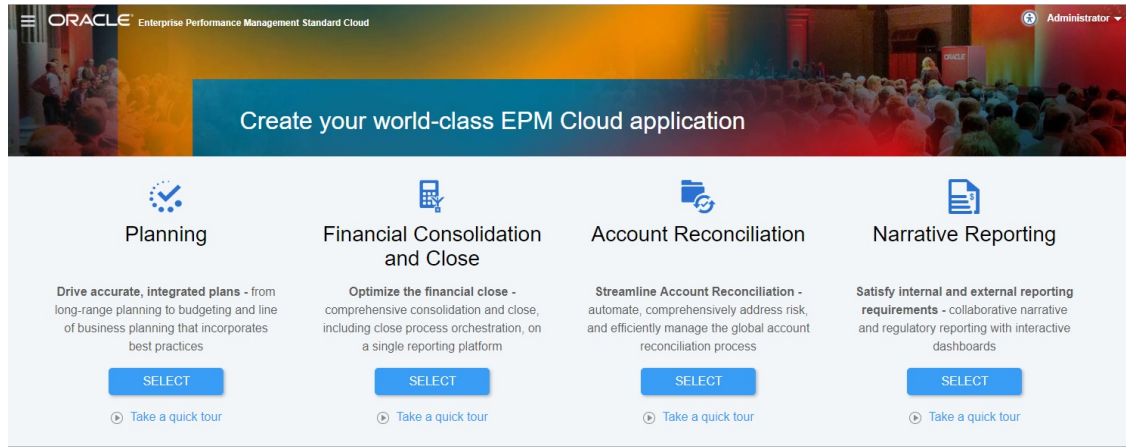 ORACLE Enterprise Performance Management Standard Cloud
Administrator
ORACLE
Create your world-class EPM Cloud application
Planning
Drive accurate, integrated plans - from
long-range planning to budgeting and line
of business planning that incorporates
best practices
SELECT
Take a quick tour
Financial Consolidation
and Close
Optimize the financial close -
comprehensive consolidation and close,
including close process orchestration, on
a single reporting platform
SELECT
Take a quick tour
Account Reconciliation
Streamline Account Reconciliation -
automate, comprehensively address risk,
and efficiently manage the global account
reconciliation process
SELECT
Take a quick tour
Narrative Reporting
Satisfy internal and external reporting
requirements - collaborative narrative
and regulatory reporting with interactive
dashboards
SELECT
Take a quick tour